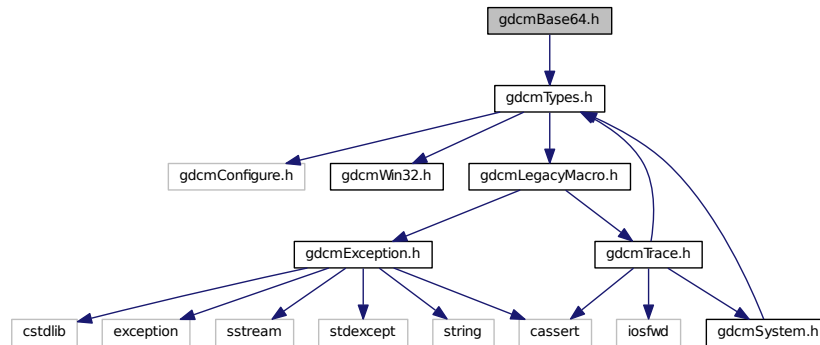 gdcmBase64.h
gdcmTypes.h
gdcmConfigure.h
gdcmWin32.h
gdcmLegacyMacro.h
gdcmException.h
gdcmTrace.h
cstdlib
exception
sstream
stdexcept
string
cassert
iosfwd
gdcmSystem.h